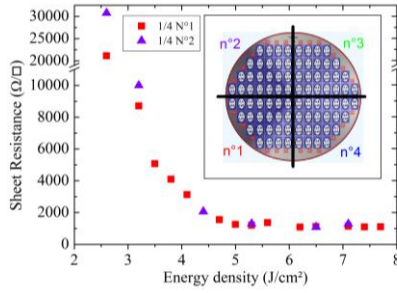 30000
25000
20000
10000
8000
6000
4000
2000
0
Sheet Resistance (Ω/□)
1/4 N°1
1/4 N°2
n°2
n°3
n°1
n°4
2
3
4
5
6
7
8
Energy density (J/cm²)